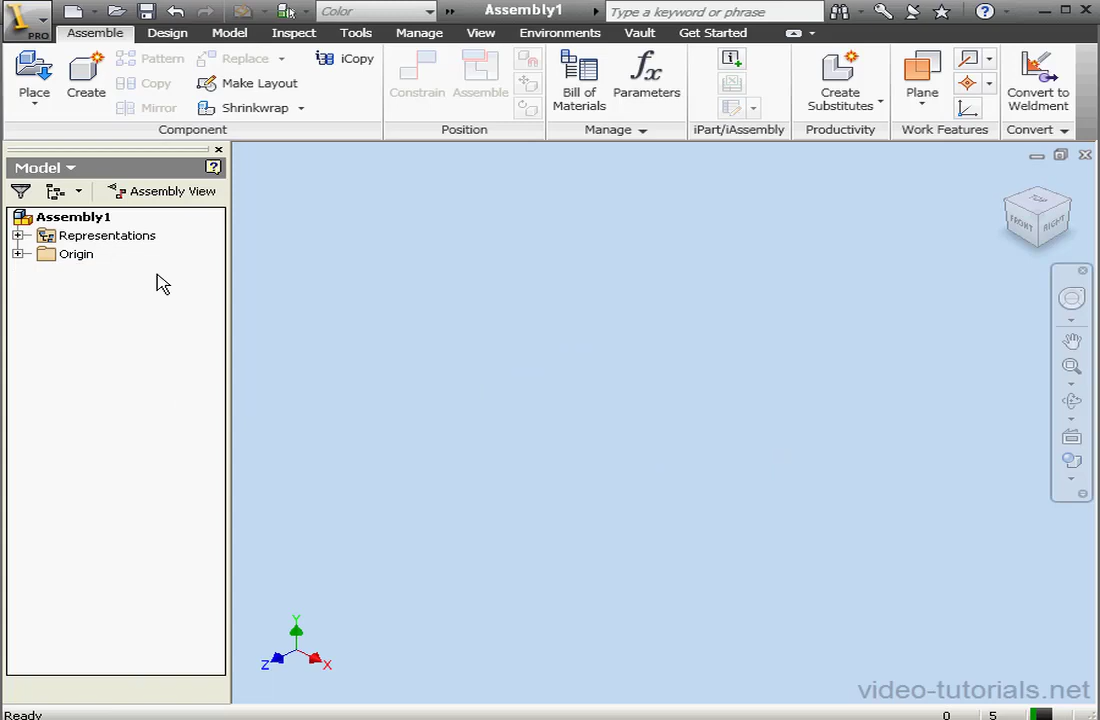 PRO
Color
Assembly1
Type a keyword or phrase
Assemble Design Model Inspect Tools Manage View Environments Vault Get Started
Place
Create
Pattern
Copy
Mirror
Replace
Make Layout
Shrinkwrap
iCopy
Component
Constrain
Assemble
Position
Bill of
Materials
Parameters
Manage
iPart/iAssembly
Create
Substitutes
Productivity
Plane
Work Features
Convert to
Weldment
Convert
Model
Assembly View
Assembly1
Representations
Origin
TOP
FRONT
RIGHT
Y
Z
X
video-tutorials.net
Ready
0 5